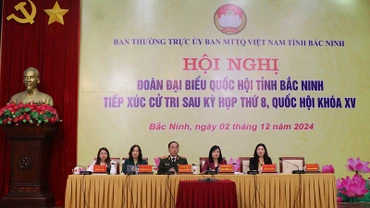 BAN THƯỜNG TRỰC ỦY BAN MTTQ VIỆT NAM TỈNH BẮC NINH
HỘI NGHỊ
ĐOÀN ĐẠI BIỂU QUỐC HỘI TỈNH BẮC NINH
TIẾP XÚC CỬ TRI SAU KỲ HỌP THỨ 8, QUỐC HỘI KHÓA XV
Bắc Ninh, ngày 02 tháng 12 năm 2024